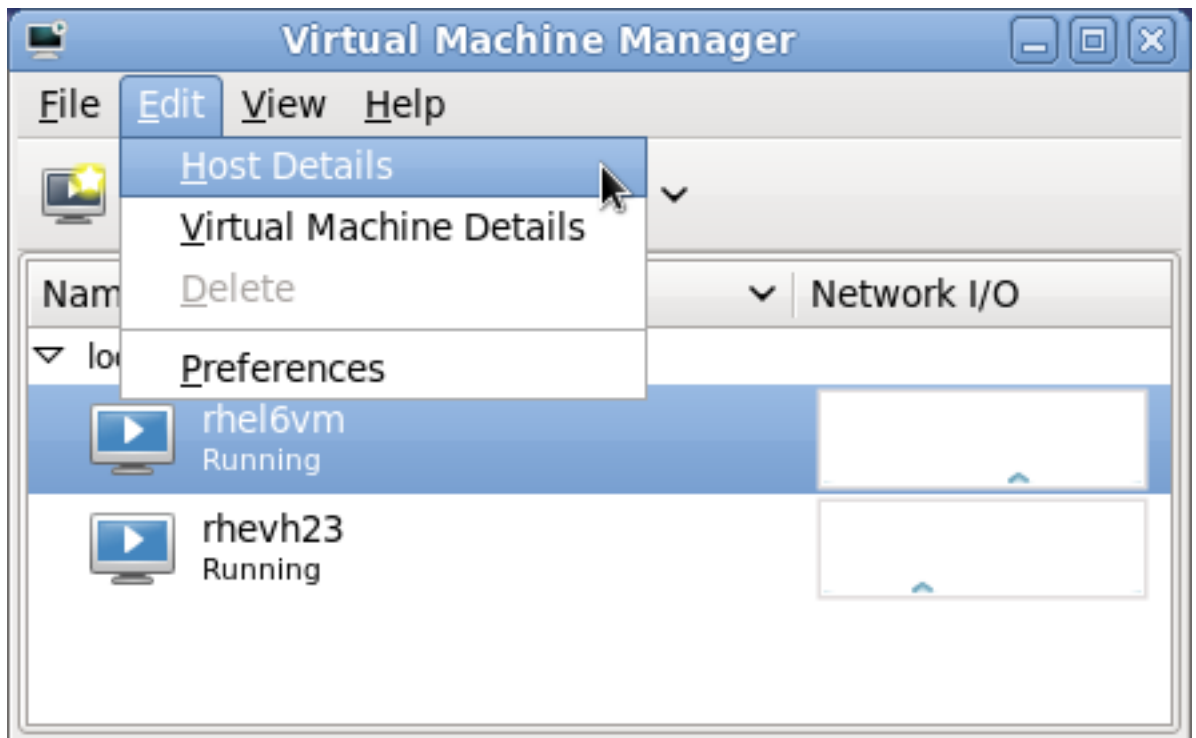 Virtual Machine Manager
File Edit View Help
Host Details
Virtual Machine Details
Delete
Preferences
Network I/O
rhel6vm
Running
rhevh23
Running